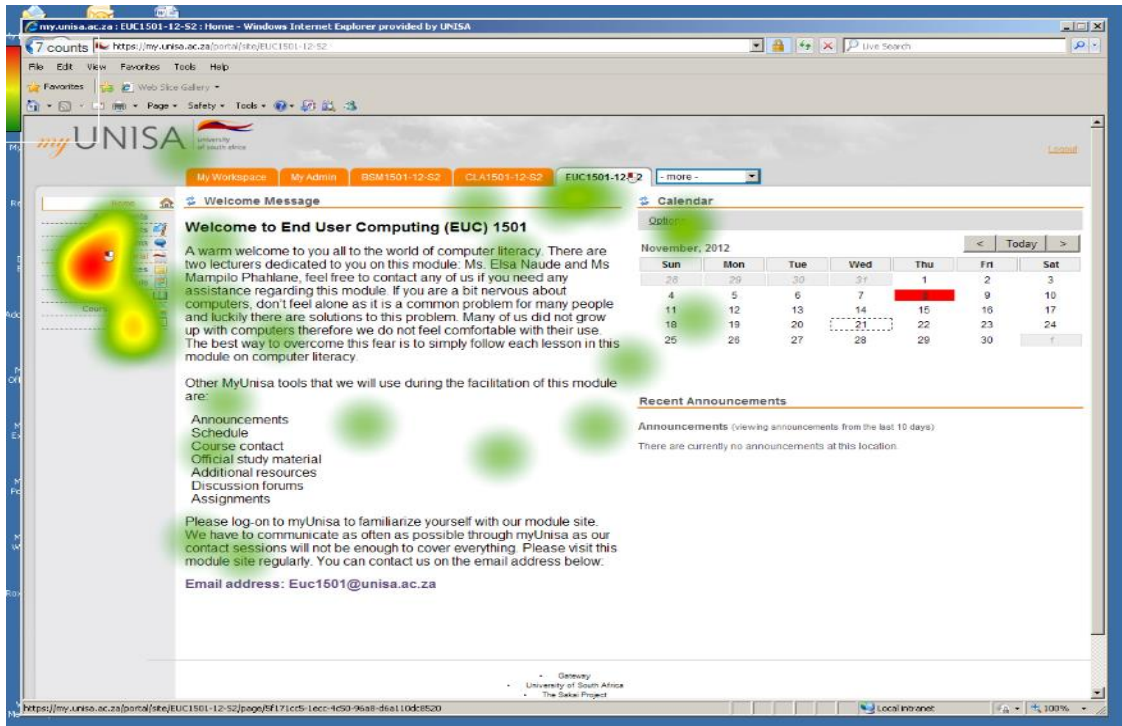 my.unisa.ac.za : EUC1501-12-S2 : Home - Windows Internet Explorer provided by UNISA
7 counts
https://my.unisa.ac.za/portal/site/EUC1501-12-S2
Live Search
File Edit View Favorites Tools Help
Favorites Web Slice Gallery
Page Safety Tools
myUNISA university of south africa
Logout
My Workspace My Admin BSM1501-12-S2 CLA1501-12-S2 EUC1501-12-S2 - more -
Home
Welcome Message
Welcome to End User Computing (EUC) 1501
A warm welcome to you all to the world of computer literacy. There are
two lecturers dedicated to you on this module: Ms. Elsa Naude and Ms
Mampilo Phahlane, feel free to contact any of us if you need any
assistance regarding this module. If you are a bit nervous about
computers, don't feel alone as it is a common problem for many people
and luckily there are solutions to this problem. Many of us did not grow
up with computers therefore we do not feel comfortable with their use.
The best way to overcome this fear is to simply follow each lesson in this
module on computer literacy.
Other MyUnisa tools that we will use during the facilitation of this module
are:
Announcements
Schedule
Course contact
Official study material
Additional resources
Discussion forums
Assignments
Please log-on to myUnisa to familiarize yourself with our module site.
We have to communicate as often as possible through myUnisa as our
contact sessions will not be enough to cover everything. Please visit this
module site regularly. You can contact us on the email address below:
Email address: Euc1501@unisa.ac.za
Calendar
Options
November, 2012
< Today >
Sun Mon Tue Wed Thu Fri Sat
28 29 30 31 1 2 3
4 5 6 7 8 9 10
11 12 13 14 15 16 17
18 19 20 21 22 23 24
25 26 27 28 29 30 1
Recent Announcements
Announcements (viewing announcements from the last 10 days)
There are currently no announcements at this location.
Gateway
University of South Africa
The Sakai Project
https://my.unisa.ac.za/portal/site/EUC1501-12-S2/page/5f171cc5-1ecc-4c50-96a8-d6a110dc8520
Local intranet
100%